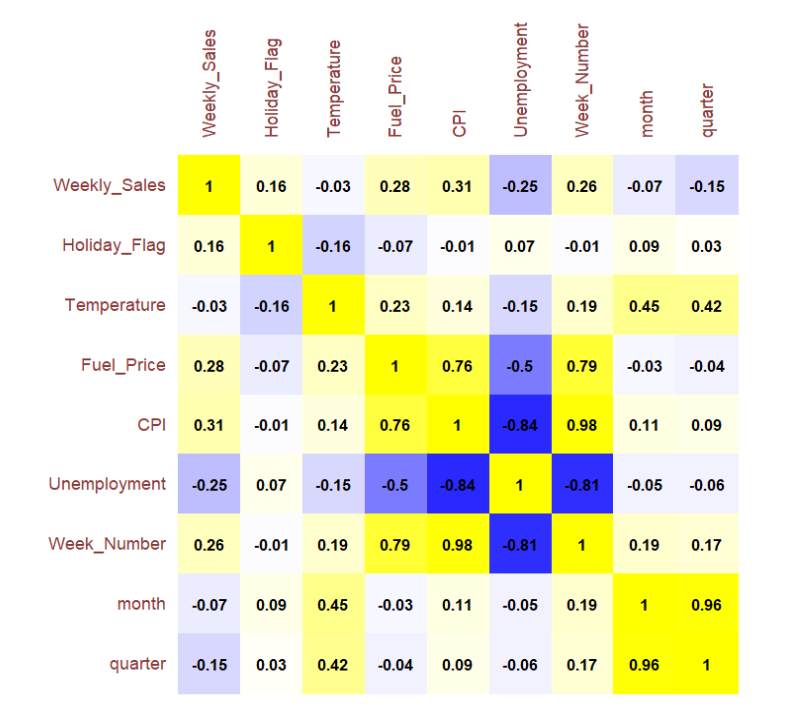 Weekly_Sales Holiday_Flag Temperature Fuel_Price CPI Unemployment Week_Number month quarter
Weekly_Sales 1 0.16 -0.03 0.28 0.31 -0.25 0.26 -0.07 -0.15
Holiday_Flag 0.16 1 -0.16 -0.07 -0.01 0.07 -0.01 0.09 0.03
Temperature -0.03 -0.16 1 0.23 0.14 -0.15 0.19 0.45 0.42
Fuel_Price 0.28 -0.07 0.23 1 0.76 -0.5 0.79 -0.03 -0.04
CPI 0.31 -0.01 0.14 0.76 1 -0.84 0.98 0.11 0.09
Unemployment -0.25 0.07 -0.15 -0.5 -0.84 1 -0.81 -0.05 -0.06
Week_Number 0.26 -0.01 0.19 0.79 0.98 -0.81 1 0.19 0.17
month -0.07 0.09 0.45 -0.03 0.11 -0.05 0.19 1 0.96
quarter -0.15 0.03 0.42 -0.04 0.09 -0.06 0.17 0.96 1